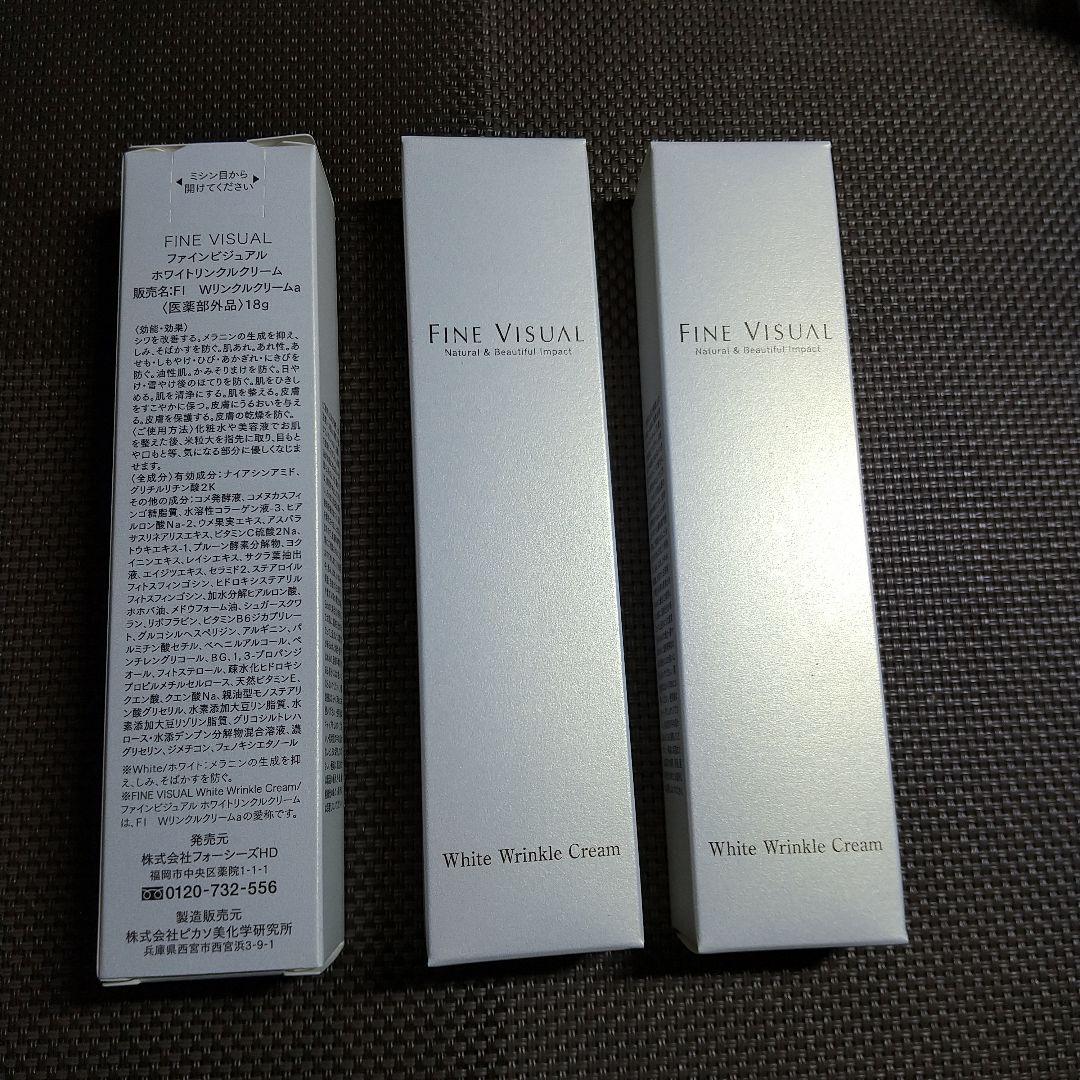 ミシン目から
開けてください
FINE VISUAL
ファインビジュアル
ホワイトリンクルクリーム
販売名:FI Wリンクルクリームa
〈医薬部外品〉18g
〈効能・効果〉
シワを改善する。メラニンの生成を抑え、
しみ、そばかすを防ぐ。肌あれ。あれ性。あ
せも・しもやけ・ひび・あかぎれ・にきびを
防ぐ。油性肌。かみそりまけを防ぐ。日や
け・雪やけ後のほてりを防ぐ。肌をひきし
める。肌を清浄にする。肌を整える。皮膚
をすこやかに保つ。皮膚にうるおいを与え
る。皮膚を保護する。皮膚の乾燥を防ぐ。
〈ご使用方法〉化粧水や美容液でお肌
を整えた後、米粒大を指先に取り、目もと
や口もと等、気になる部分に優しくなじま
せます。
〈全成分〉有効成分:ナイアシンアミド、
グリチルリチン酸2K
その他の成分:コメ発酵液、コメヌカスフィ
ンゴ糖脂質、水溶性コラーゲン液-3、ヒア
ルロン酸Na-2、ウメ果実エキス、アスパラ
サスリネアリスエキス、ビタミンC硫酸2Na、
トウキエキス-1、プルーン酵素分解物、ヨク
イニンエキス、レイシエキス、サクラ葉抽出
液、エイジツエキス、セラミド2、ステアロイル
フィトスフィンゴシン、ヒドロキシステアリル
フィトスフィンゴシン、加水分解ヒアルロン酸、
ホホバ油、メドウフォーム油、シュガースクワ
ラン、リボフラビン、ビタミンB6ジカプリレー
ト、グルコシルヘスペリジン、アルギニン、パ
ルミチン酸セチル、ベヘニルアルコール、ペ
ンチレングリコール、BG、1,3-プロパンジ
オール、フィトステロール、疎水化ヒドロキシ
プロピルメチルセルロース、天然ビタミンE、
クエン酸、クエン酸Na、親油型モノステアリ
ン酸グリセリル、水素添加大豆リン脂質、水
素添加大豆リゾリン脂質、グリコシルトレハ
ロース・水添デンプン分解物混合溶液、濃
グリセリン、ジメチコン、フェノキシエタノール
※White/ホワイト:メラニンの生成を抑
え、しみ、そばかすを防ぐ。
※FINE VISUAL White Wrinkle Cream/
ファインビジュアル ホワイトリンクルクリーム
は、FI Wリンクルクリームaの愛称です。
発売元
株式会社フォーシーズHD
福岡市中央区薬院1-1-1
0120-732-556
製造販売元
株式会社ピカソ美化学研究所
兵庫県西宮市西宮浜3-9-1
FINE VISUAL
Natural & Beautiful Impact
White Wrinkle Cream
FINE VISUAL
Natural & Beautiful Impact
White Wrinkle Cream